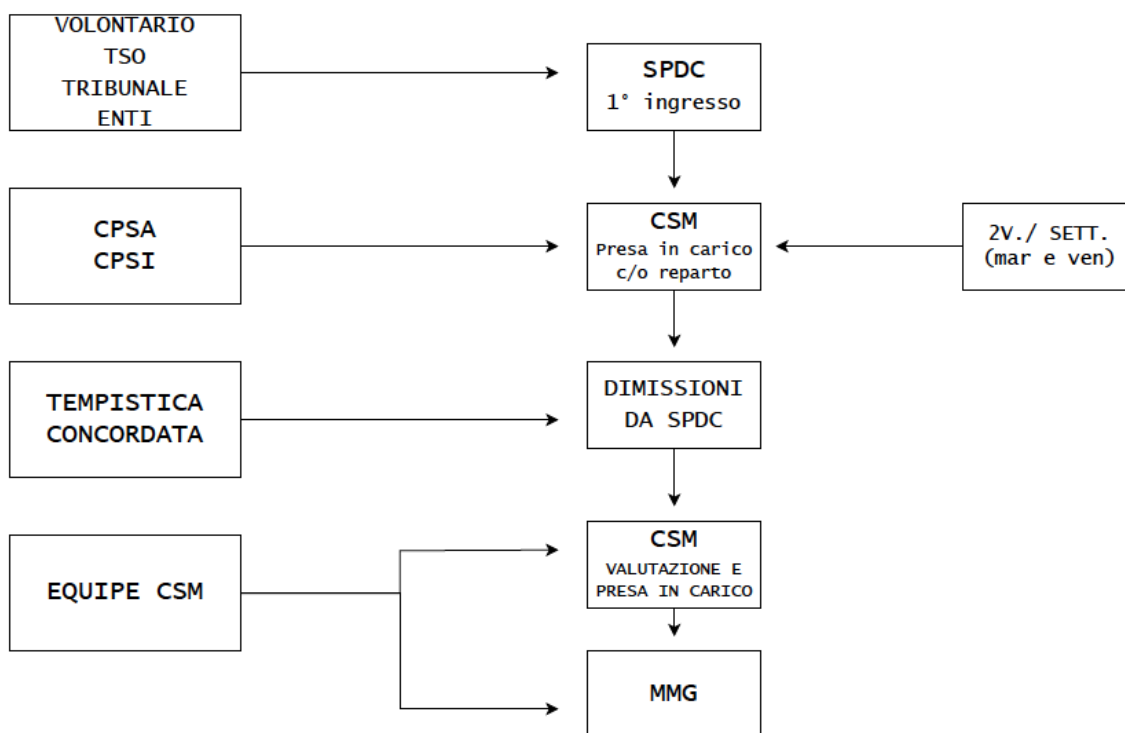 VOLONTARIO
TSO
TRIBUNALE
ENTI
SPDC
1° ingresso
CPSA
CPSI
CSM
Presa in carico
c/o reparto
2V./ SETT.
(mar e ven)
TEMPISTICA
CONCORDATA
DIMISSIONI
DA SPDC
EQUIPE CSM
CSM
VALUTAZIONE E
PRESA IN CARICO
MMG